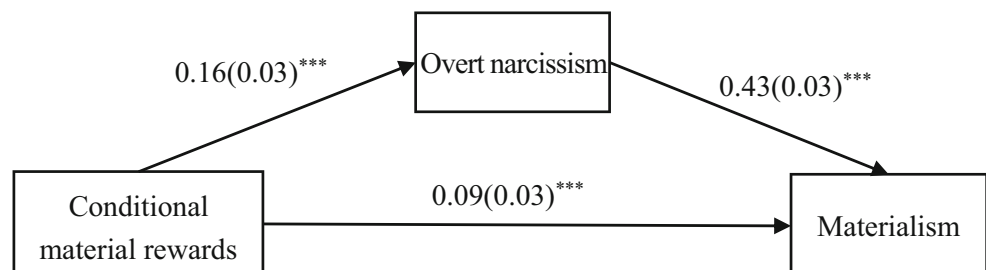 Overt narcissism
0.16(0.03)***
0.43(0.03)***
0.09(0.03)***
Conditional
material rewards
Materialism